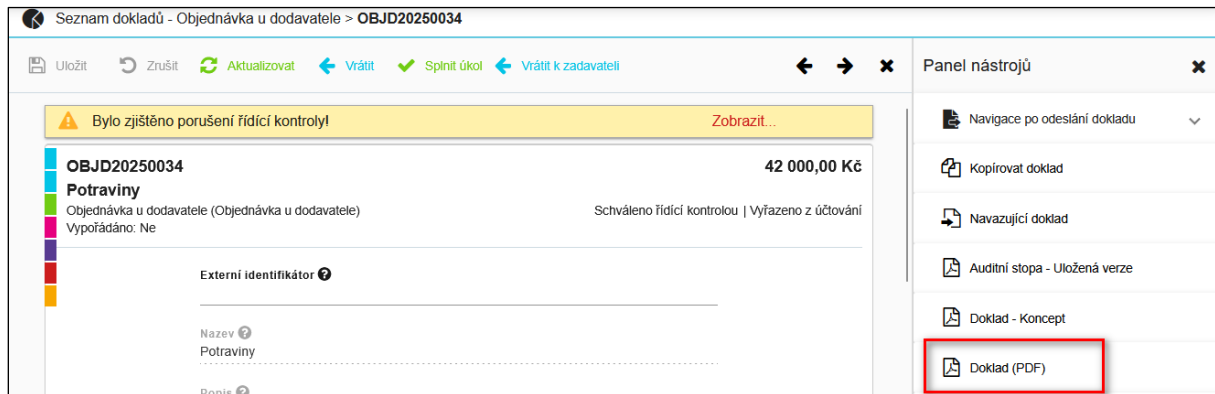 Seznam dokladů - Objednávka u dodavatele > OBJD20250034
Uložit Zrušit Aktualizovat Vrátit Splnit úkol Vrátit k zadavateli
Bylo zjištěno porušení řídící kontroly! Zobrazit...
OBJD20250034 42 000,00 Kč
Potraviny
Objednávka u dodavatele (Objednávka u dodavatele) Schváleno řídící kontrolou | Vyřazeno z účtování
Vypořádáno: Ne
Externí identifikátor
Nazev
Potraviny
Popis
Panel nástrojů
Navigace po odeslání dokladu
Kopírovat doklad
Navazující doklad
Auditní stopa - Uložená verze
Doklad - Koncept
Doklad (PDF)